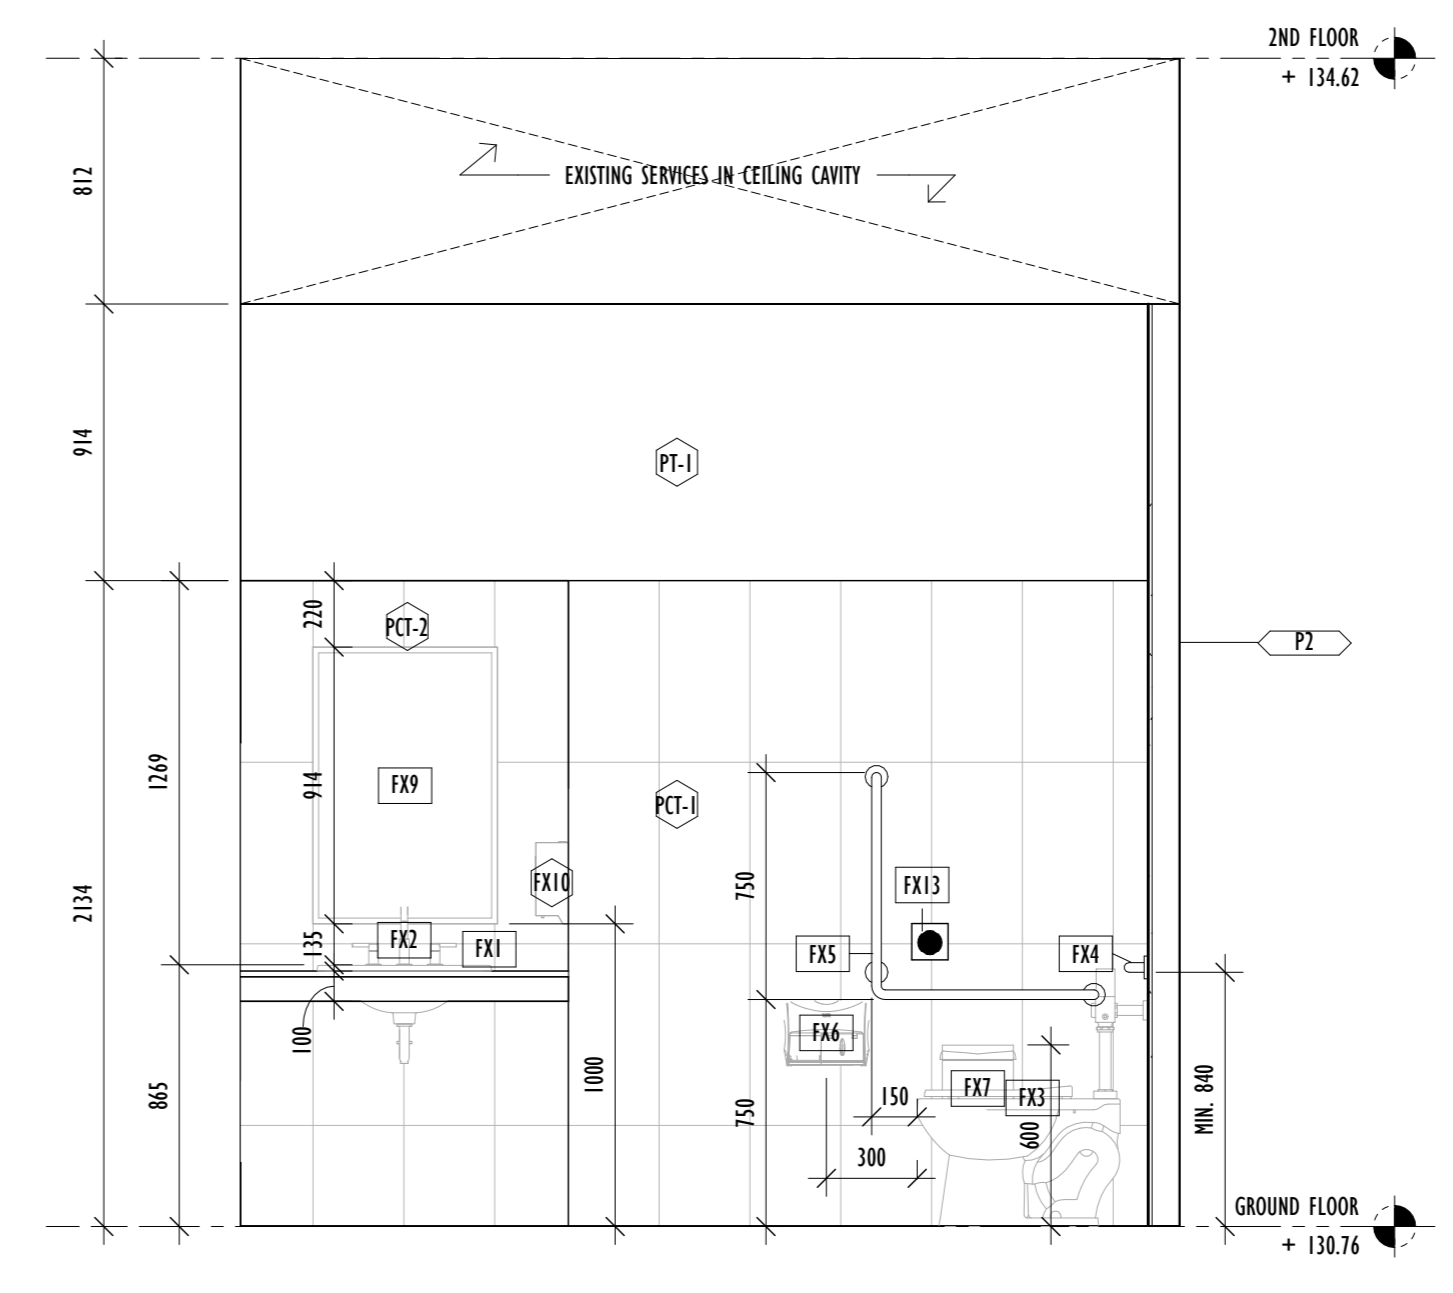 2ND FLOOR
+ 134.62
812
EXISTING SERVICES IN CEILING CAVITY
914
PT-1
220
PCT-2
P2
1269
914
FX9
PCT-1
2134
750
FX13
FX10
135
FX2
FX1
FX5
FX4
100
FX6
865
1000
750
150
FX7
FX3
600
MIN. 840
300
GROUND FLOOR
+ 130.76